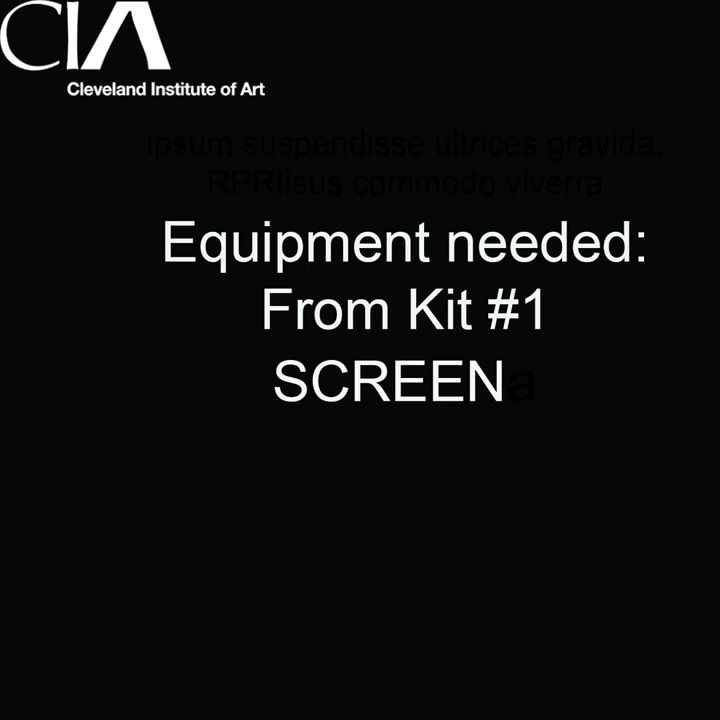 CIA
Cleveland Institute of Art
ipsum suspendisse ultrices gravida.
RPRIisus commodo viverra
Equipment needed:
From Kit #1
SCREENa